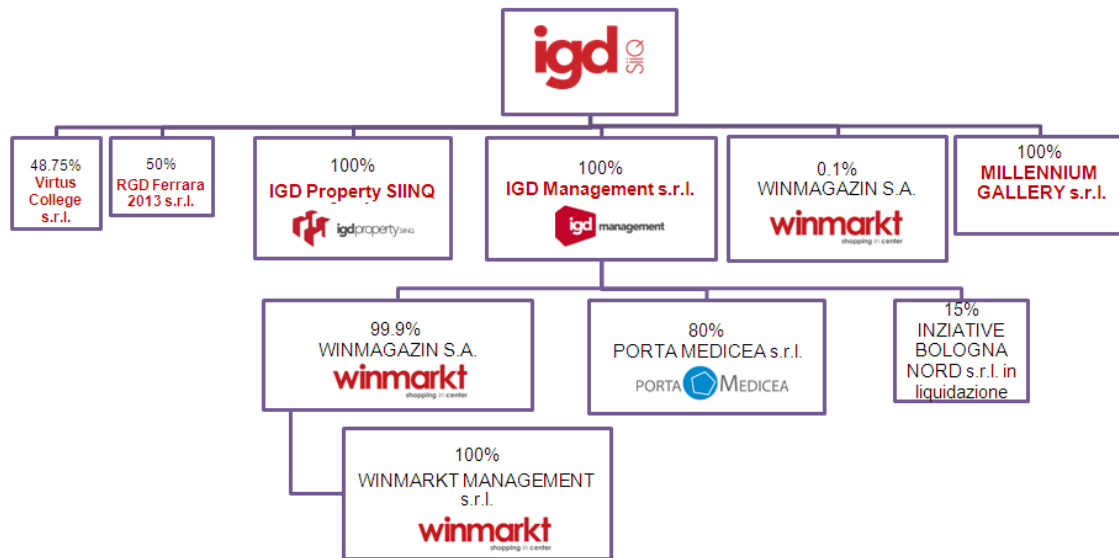 igd SIIQ
48.75%
Virtus
College
s.r.l.
50%
RGD Ferrara
2013 s.r.l.
100%
IGD Property SIINQ
igdproperty SIINQ
100%
IGD Management s.r.l.
igd management
0.1%
WINMAGAZIN S.A.
winmarkt
shopping in center
100%
MILLENNIUM
GALLERY s.r.l.
99.9%
WINMAGAZIN S.A.
winmarkt
shopping in center
80%
PORTA MEDICEA s.r.l.
PORTA MEDICEA
15%
INZIATIVE
BOLOGNA
NORD s.r.l. in
liquidazione
100%
WINMARKT MANAGEMENT
s.r.l.
winmarkt
shopping in center